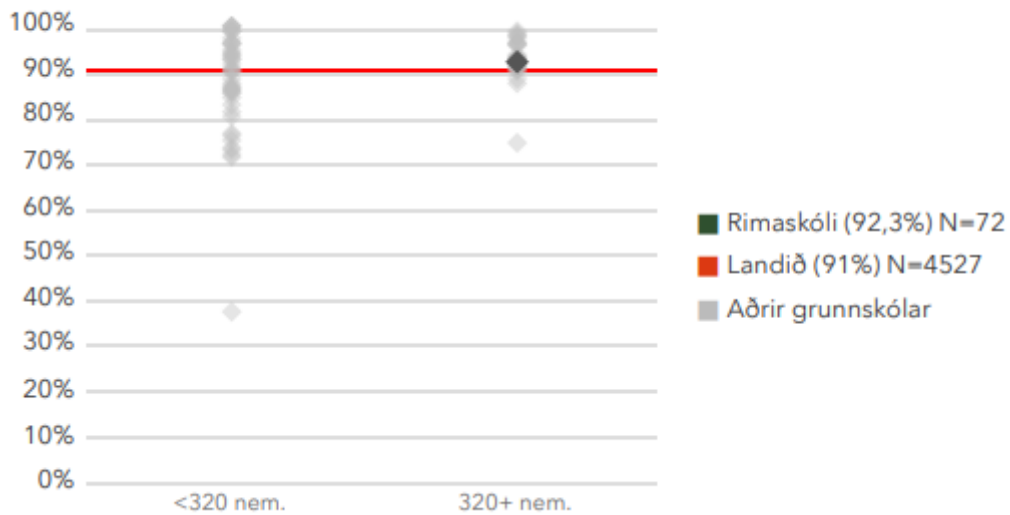 100%
90%
80%
70%
60%
50%
40%
30%
20%
10%
0%
<320 nem.
320+ nem.
Rimaskóli (92,3%) N=72
Landið (91%) N=4527
Aðrir grunnskólar